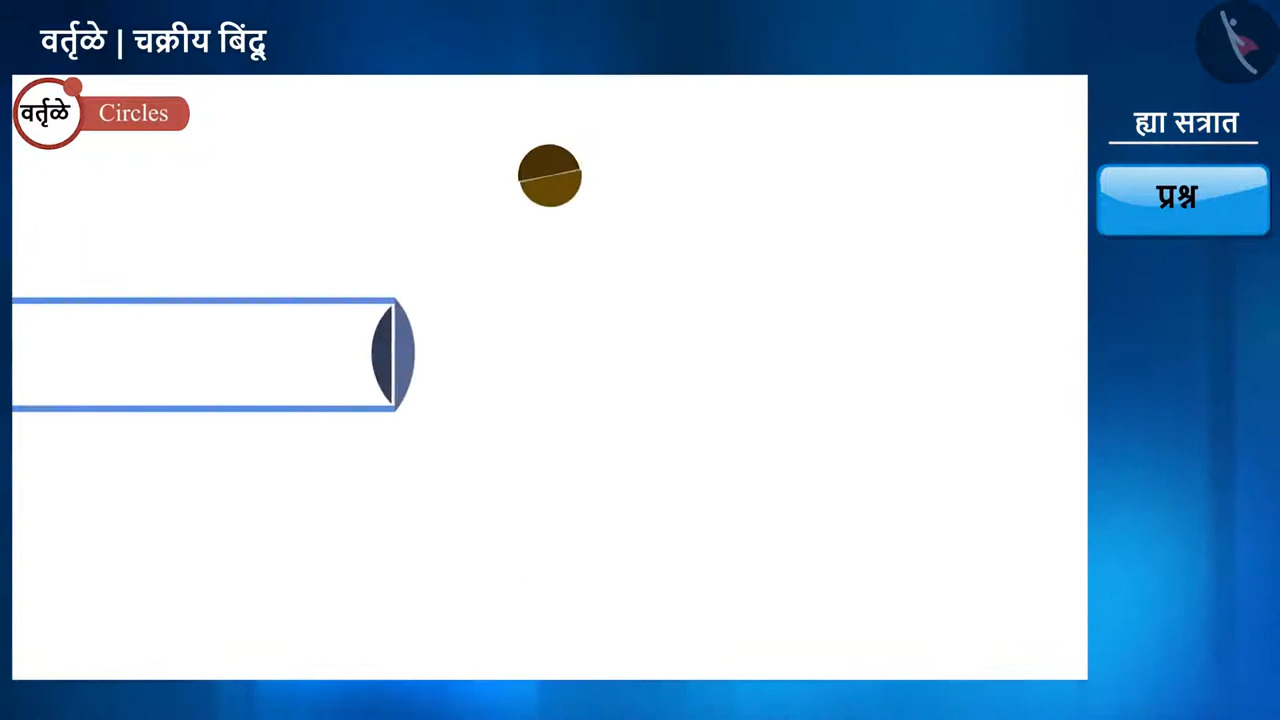 वर्तृळे | चक्रीय बिंदू
वर्तृळे Circles
ह्या सत्रात
प्रश्न